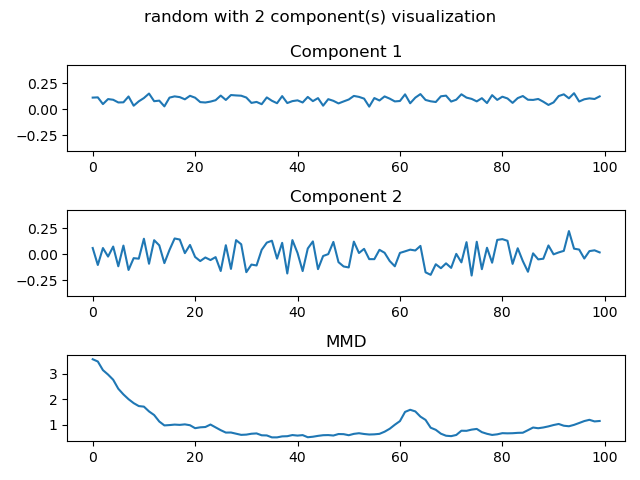 random with 2 component(s) visualization
Component 1
0.25
0.00
−0.25
0 20 40 60 80 100
Component 2
0.25
0.00
−0.25
0 20 40 60 80 100
MMD
3
2
1
0 20 40 60 80 100